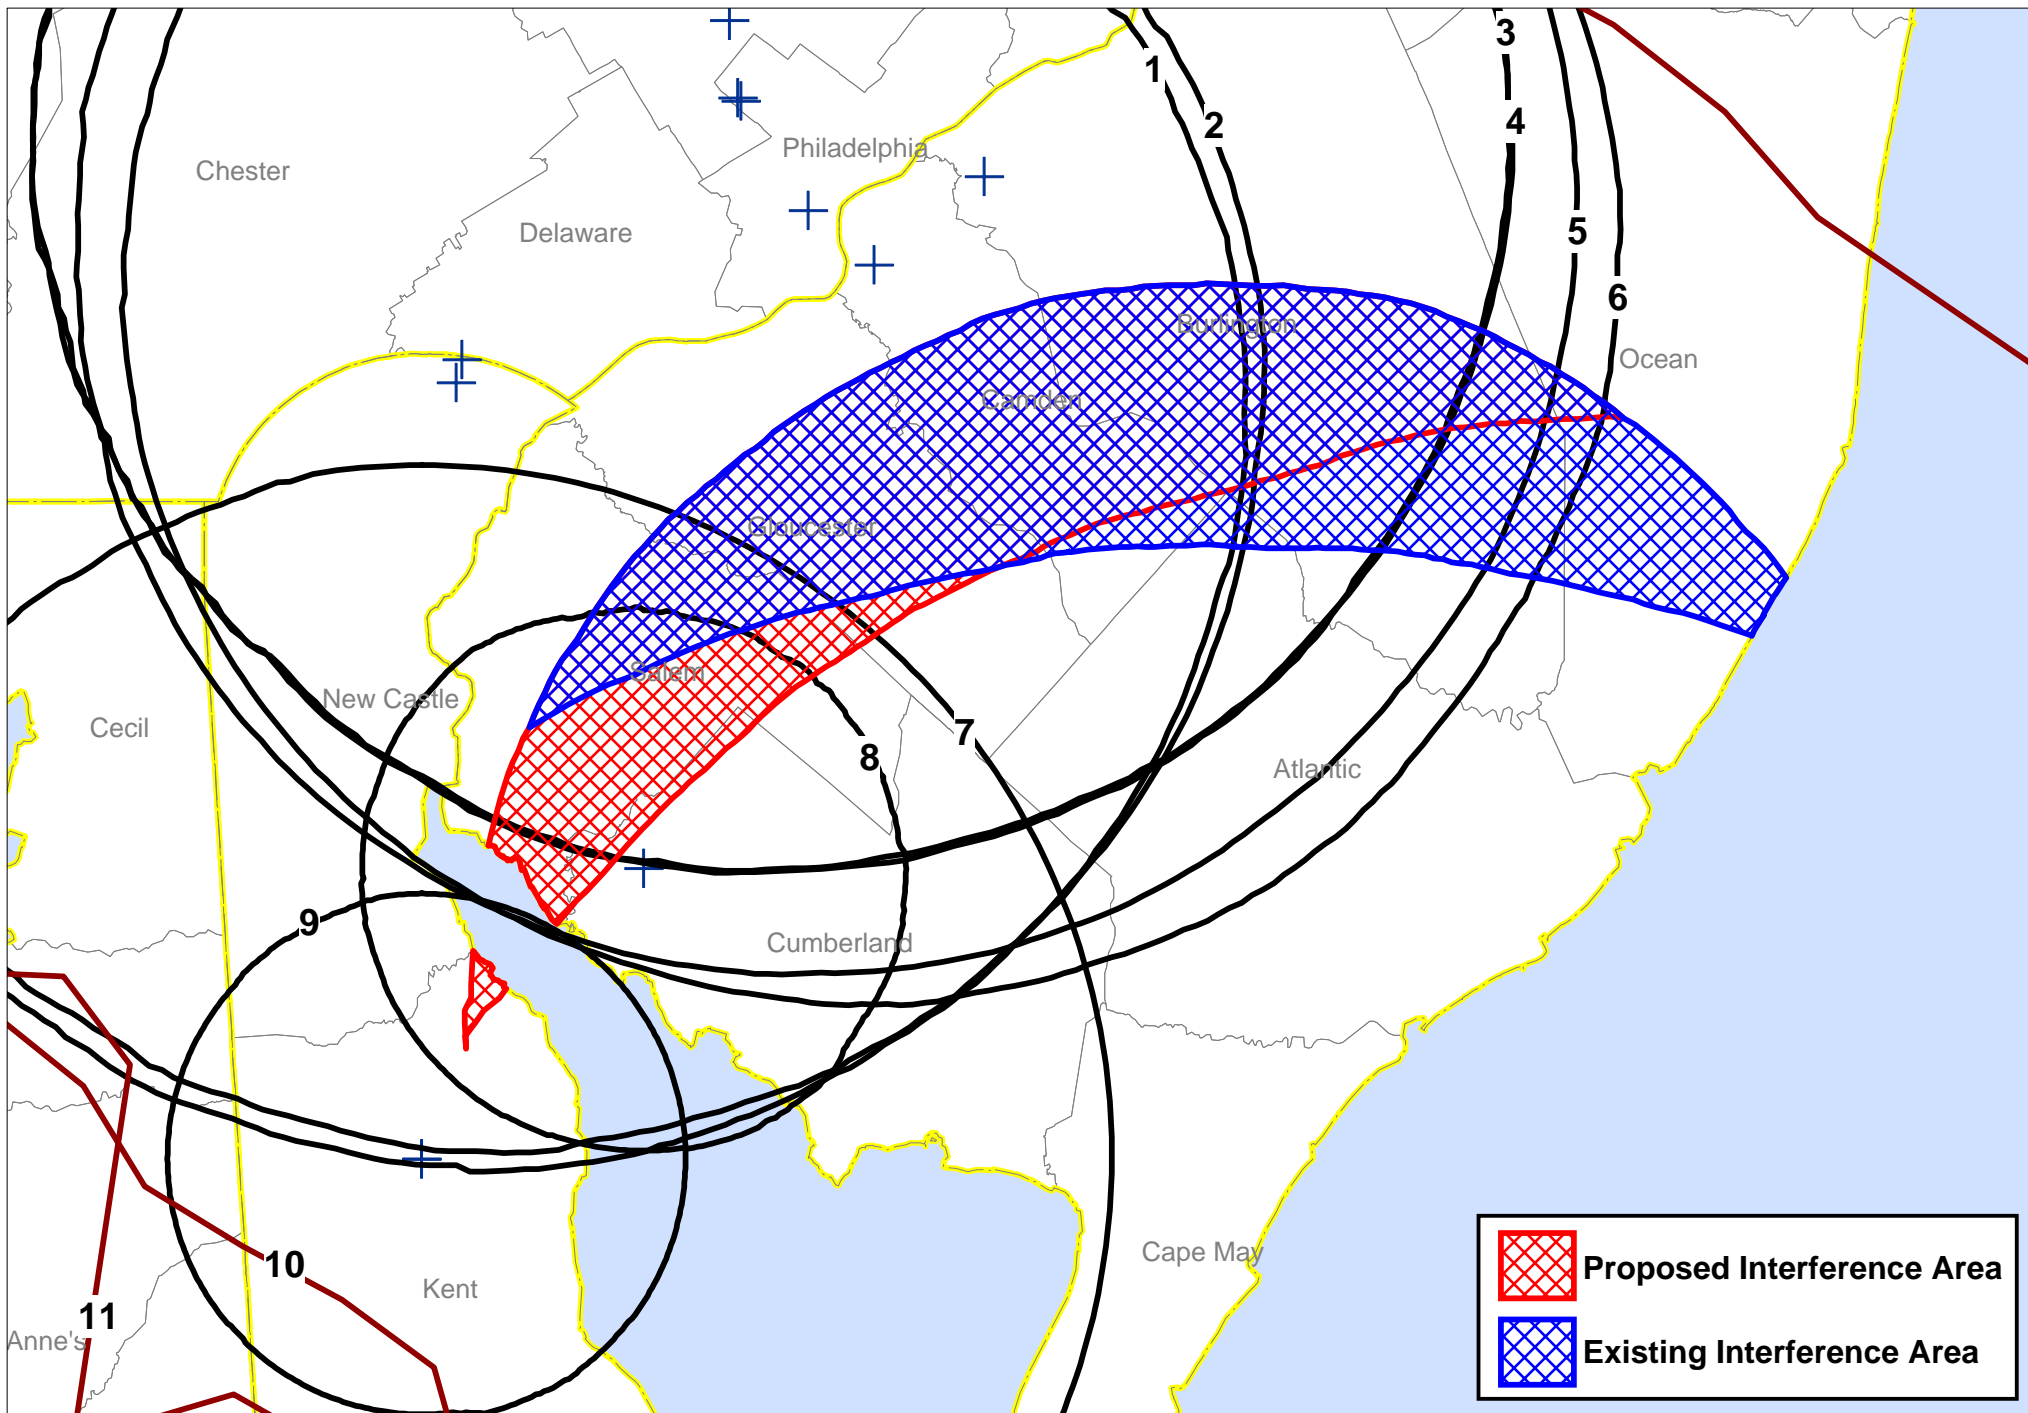 3
1
4
2
Philadelphia
Chester
Delaware
5
6
Burlington
Ocean
Camden
Gloucester
Salem
New Castle
Cecil
7
8
Atlantic
9
Cumberland
Cape May
10
Kent
11
Anne's
Proposed Interference Area
Existing Interference Area